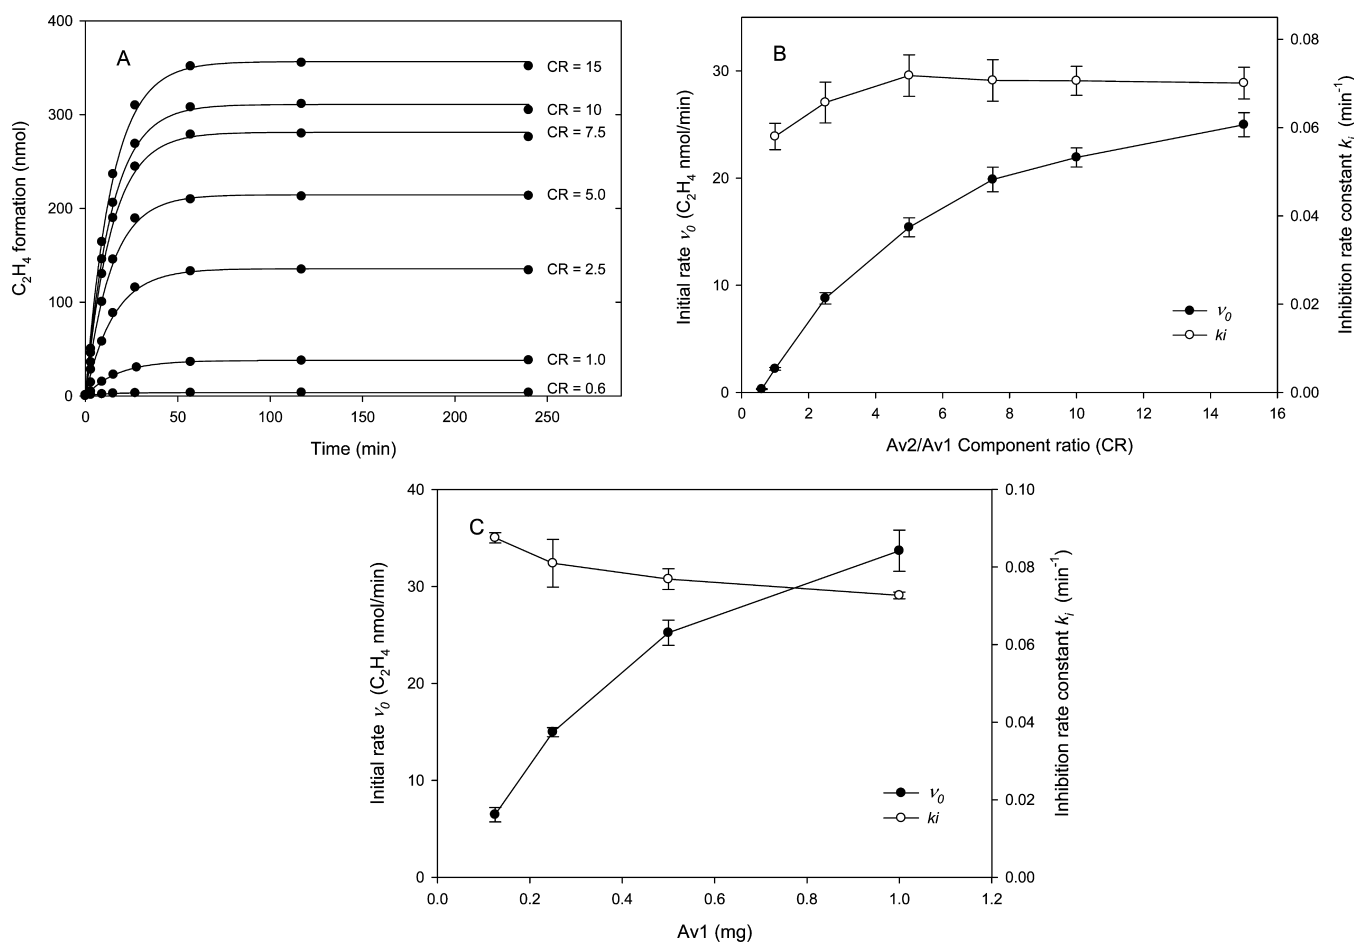 A
C₂H₄ formation (nmol)
400
300
200
100
0
CR = 15
CR = 10
CR = 7.5
CR = 5.0
CR = 2.5
CR = 1.0
CR = 0.6
0 50 100 150 200 250
Time (min)
B
Initial rate ν₀ (C₂H₄ nmol/min)
30
20
10
0
Inhibition rate constant kᵢ (min⁻¹)
0.08
0.06
0.04
0.02
0.00
ν₀
ki
0 2 4 6 8 10 12 14 16
Av2/Av1 Component ratio (CR)
C
Initial rate ν₀ (C₂H₄ nmol/min)
40
30
20
10
0
Inhibition rate constant kᵢ (min⁻¹)
0.10
0.08
0.06
0.04
0.02
0.00
ν₀
ki
0.0 0.2 0.4 0.6 0.8 1.0 1.2
Av1 (mg)